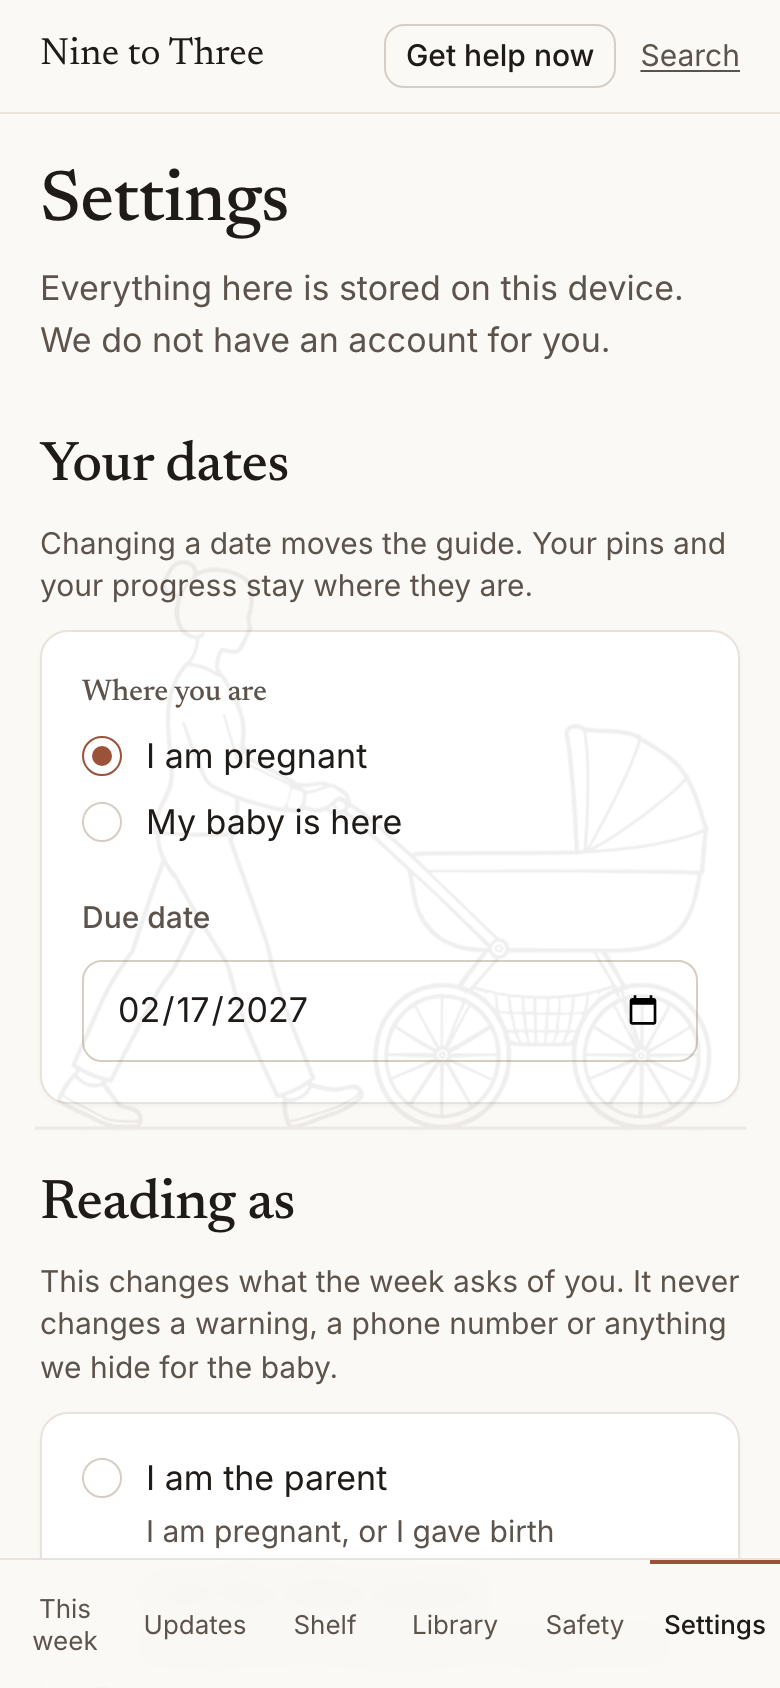 Nine to Three
Get help now
Search
Settings
Everything here is stored on this device.
We do not have an account for you.
Your dates
Changing a date moves the guide. Your pins and
your progress stay where they are.
Where you are
I am pregnant
My baby is here
Due date
02/17/2027
Reading as
This changes what the week asks of you. It never
changes a warning, a phone number or anything
we hide for the baby.
I am the parent
I am pregnant, or I gave birth
This
week
Updates
Shelf
Library
Safety
Settings